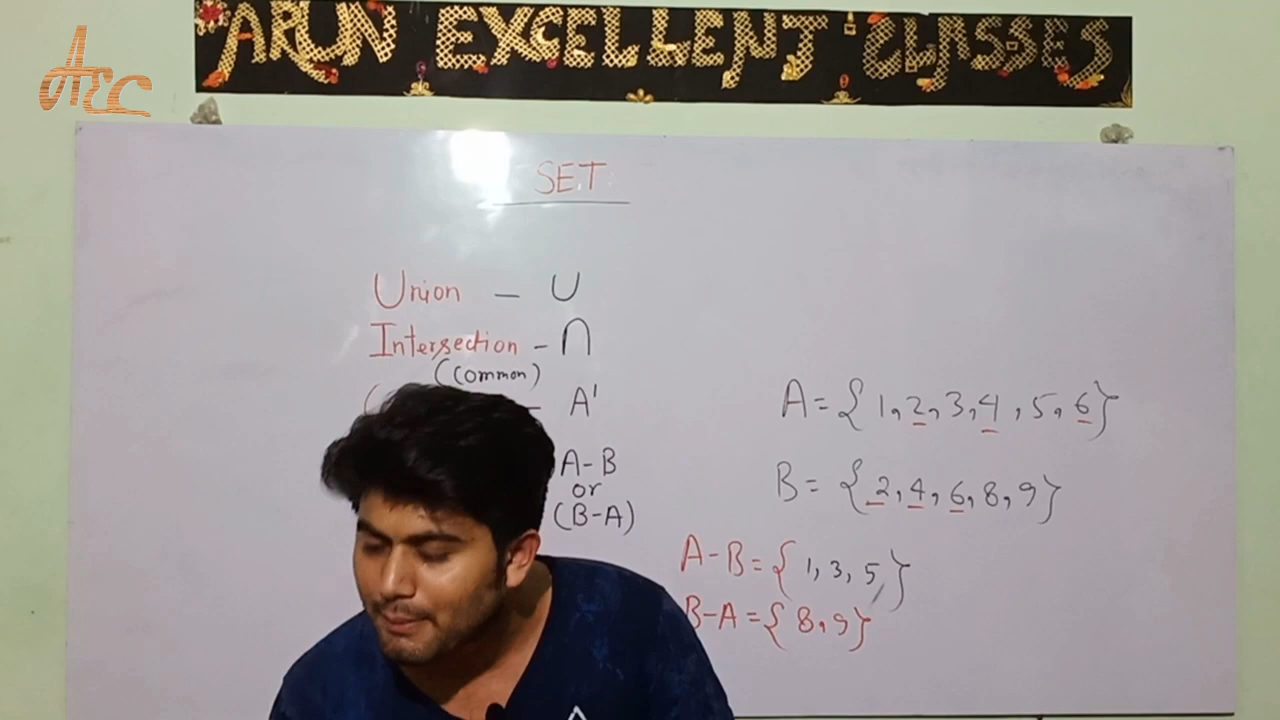 ARUN EXCELLENT CLASSES
SET
Union - ∪
Intersection - ∩
(Common)
( - A'
A-B
or
(B-A)
A= { 1, 2, 3, 4, 5, 6}
B= { 2, 4, 6, 8, 9}
A-B= { 1, 3, 5}
B-A= { 8, 9}